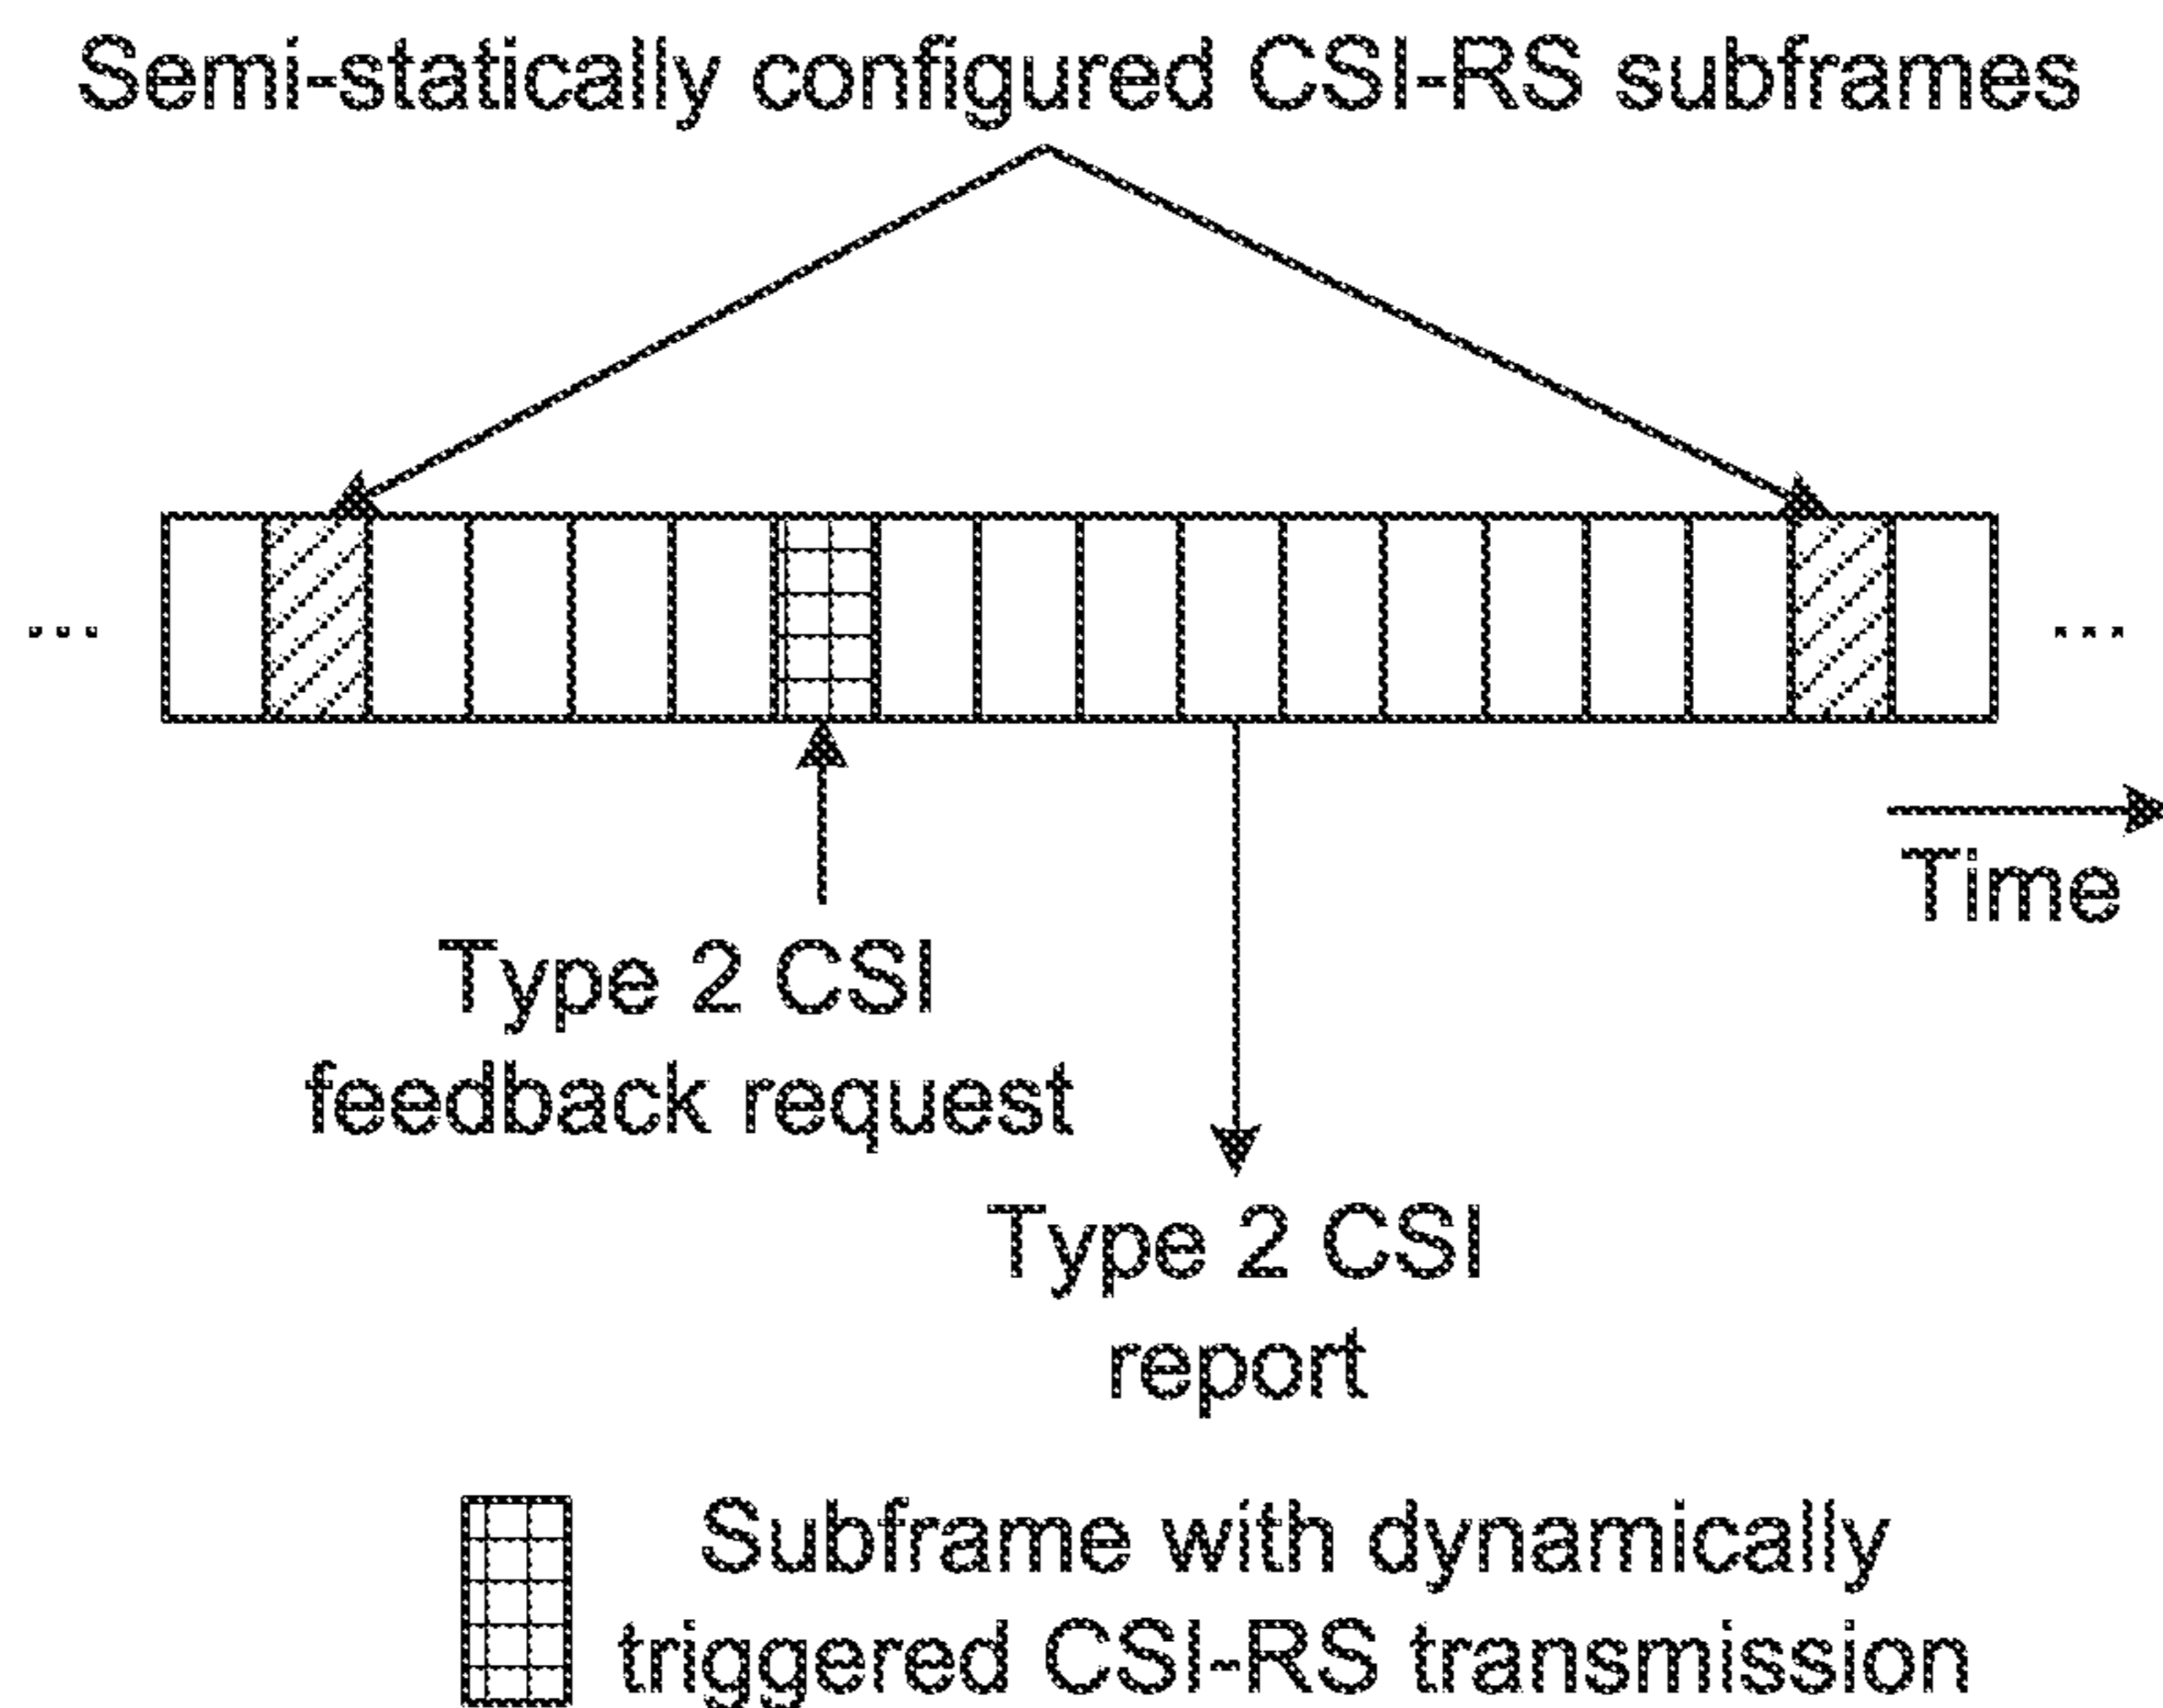 Semi-statically configured CSI-RS subframes
... ...
Time
Type 2 CSI
feedback request
Type 2 CSI
report
Subframe with dynamically
triggered CSI-RS transmission